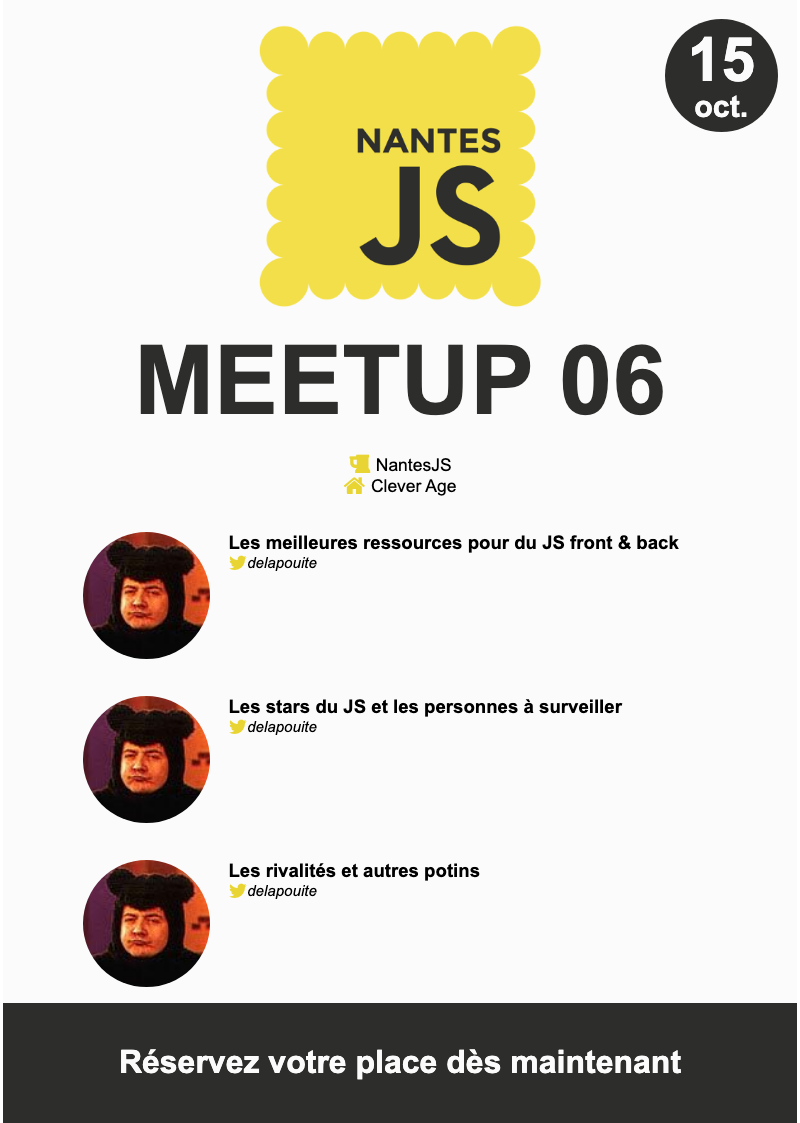 15
oct.
NANTES
JS
MEETUP 06
NantesJS
Clever Age
Les meilleures ressources pour du JS front & back
delapouite
Les stars du JS et les personnes à surveiller
delapouite
Les rivalités et autres potins
delapouite
Réservez votre place dès maintenant